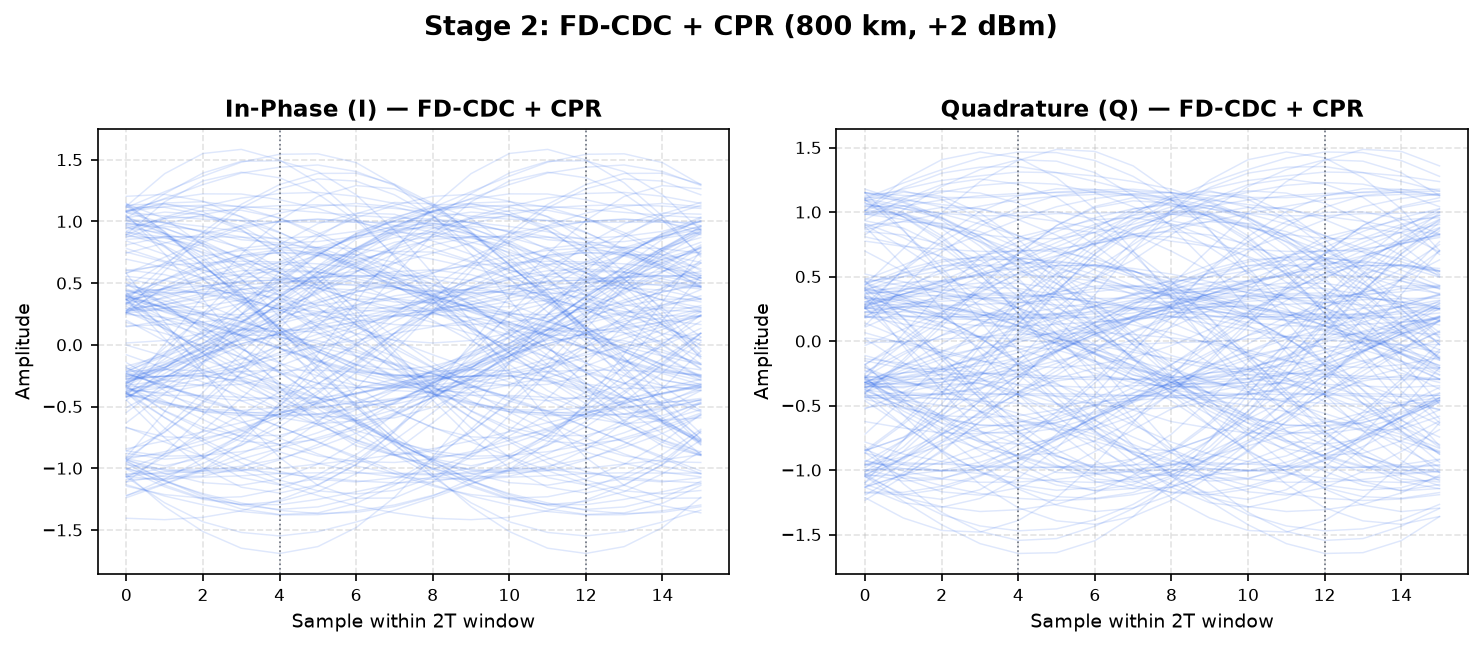 Stage 2: FD-CDC + CPR (800 km, +2 dBm)
In-Phase (I) — FD-CDC + CPR
1.5
1.0
0.5
0.0
−0.5
−1.0
−1.5
Amplitude
0 2 4 6 8 10 12 14
Sample within 2T window
Quadrature (Q) — FD-CDC + CPR
1.5
1.0
0.5
0.0
−0.5
−1.0
−1.5
Amplitude
0 2 4 6 8 10 12 14
Sample within 2T window